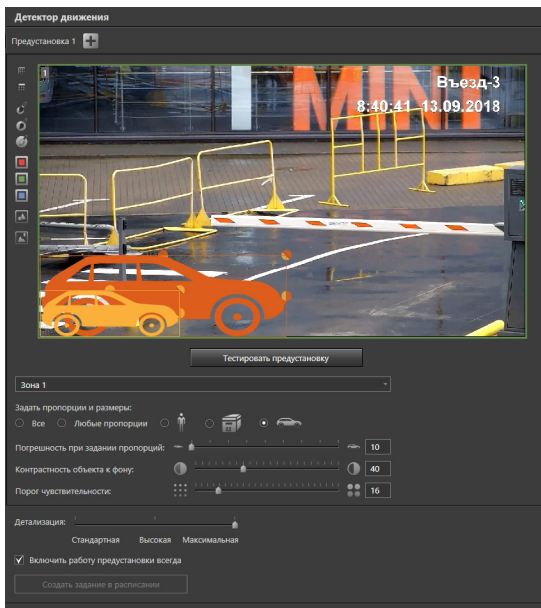 Детектор движения
Предустановка 1
1
MINI
Въезд-3
8:40:41 13.09.2018
Тестировать предустановку
Зона 1
Задать пропорции и размеры:
Все Любые пропорции
Погрешность при задании пропорций: 10
Контрастность объекта к фону: 40
Порог чувствительности: 16
Детализация:
Стандартная Высокая Максимальная
Включить работу предустановки всегда
Создать задание в расписании